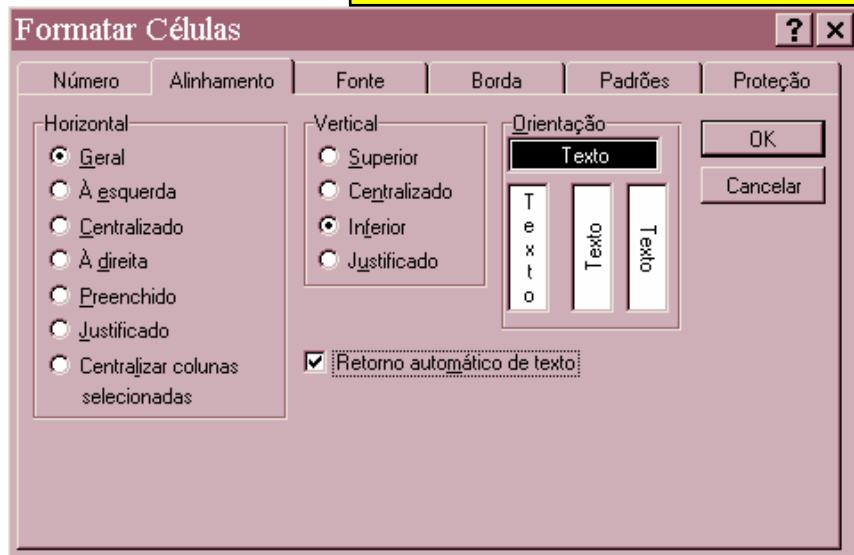 Formatar Células
Número Alinhamento Fonte Borda Padrões Proteção
Horizontal
Geral
À esquerda
Centralizado
À direita
Preenchido
Justificado
Centralizar colunas
selecionadas
Vertical
Superior
Centralizado
Inferior
Justificado
Orientação
Texto
Texto
Texto
Texto
Retorno automático de texto
OK
Cancelar